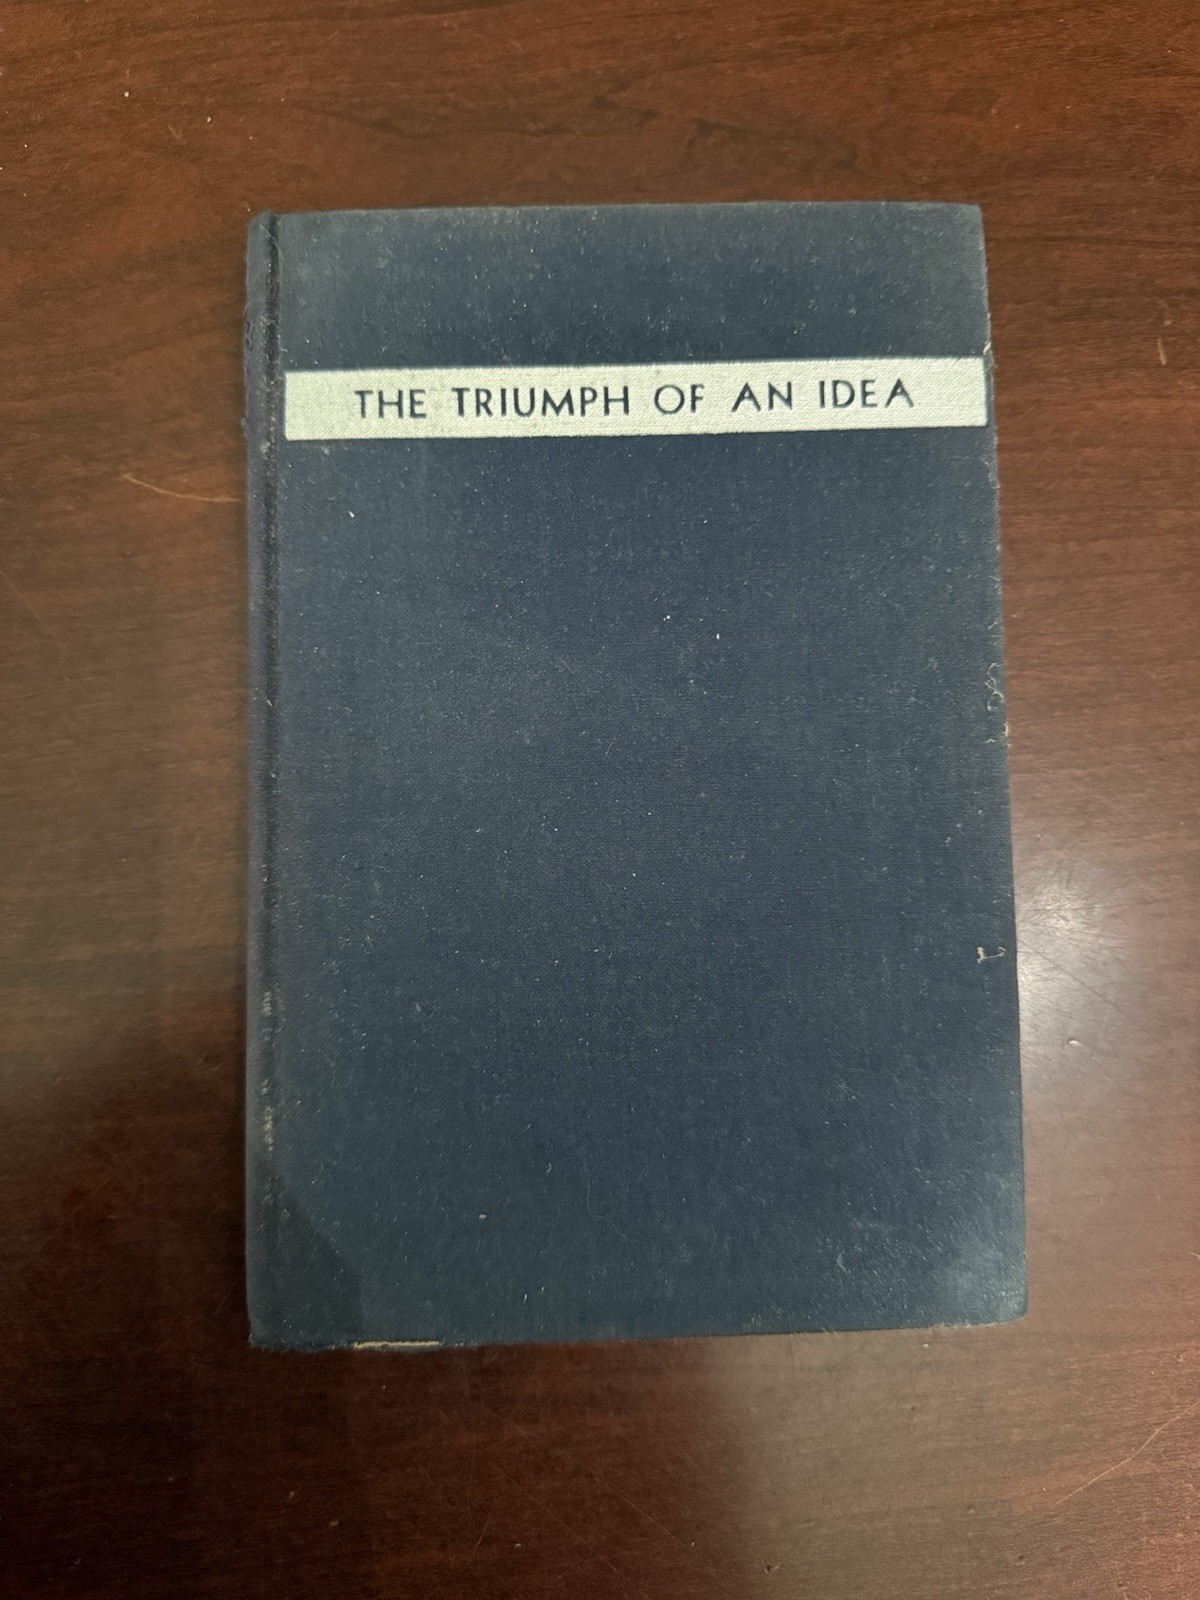 THE TRIUMPH OF AN IDEA